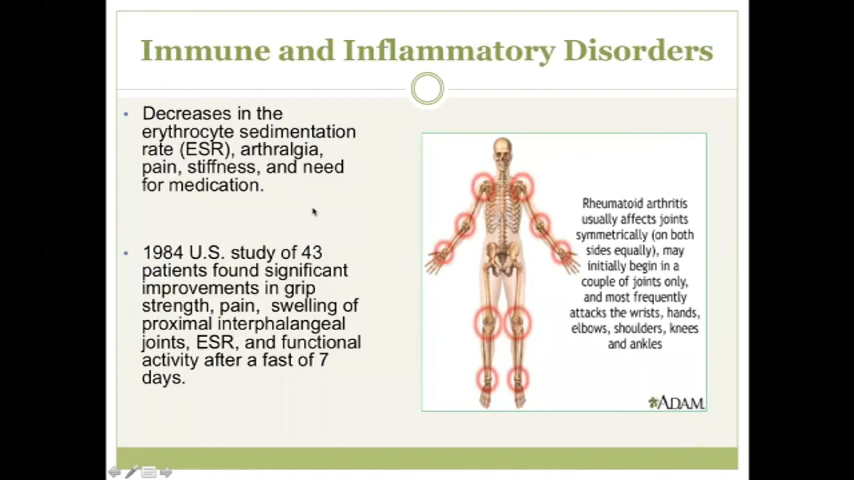 Immune and Inflammatory Disorders
• Decreases in the
erythrocyte sedimentation
rate (ESR), arthralgia,
pain, stiffness, and need
for medication.
• 1984 U.S. study of 43
patients found significant
improvements in grip
strength, pain,  swelling of
proximal interphalangeal
joints, ESR, and functional
activity after a fast of 7
days.
Rheumatoid arthritis
usually affects joints
symmetrically (on both
sides equally), may
initially begin in a
couple of joints only,
and most frequently
attacks the wrists, hands,
elbows, shoulders, knees
and ankles
ADAM.